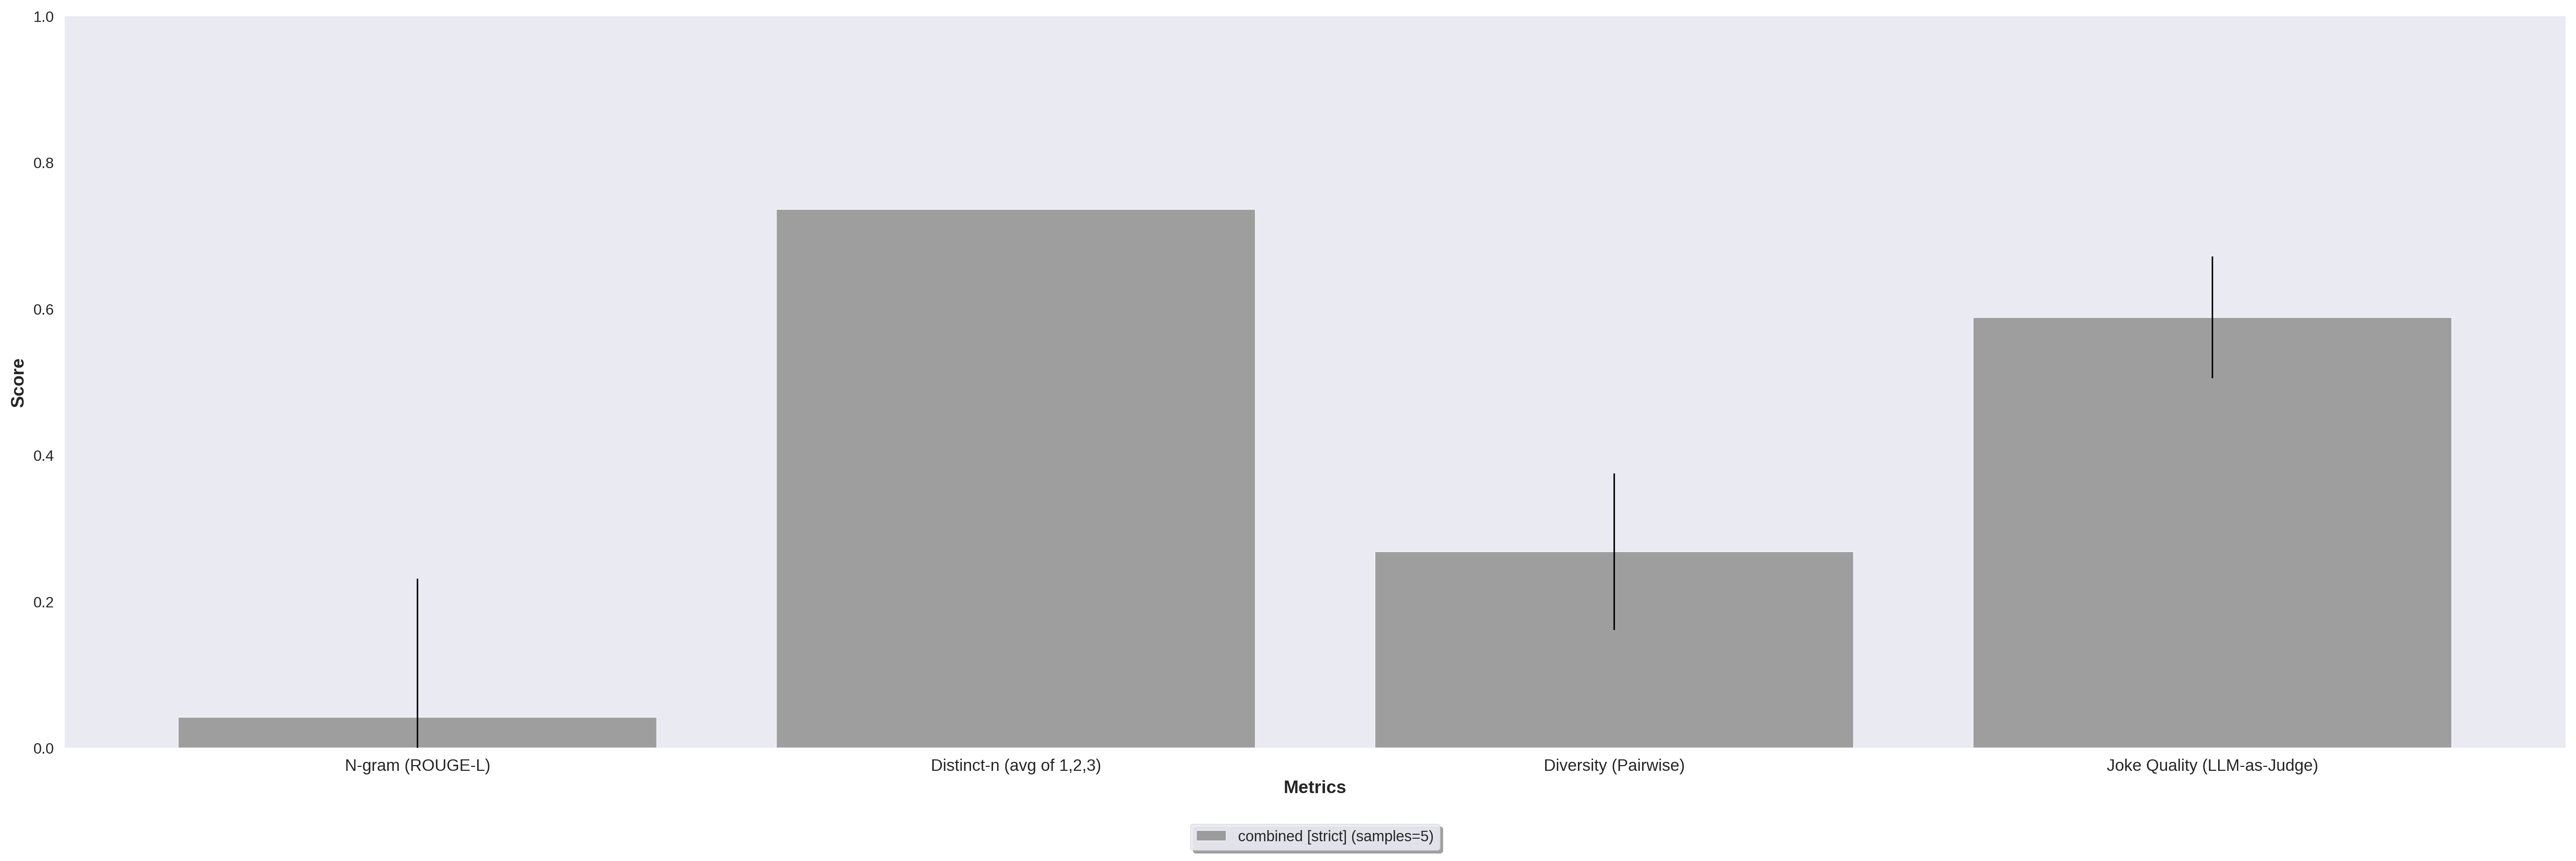 1.0
0.8
0.6
0.4
0.2
0.0
Score
N-gram (ROUGE-L) Distinct-n (avg of 1,2,3) Diversity (Pairwise) Joke Quality (LLM-as-Judge)
Metrics
combined [strict] (samples=5)